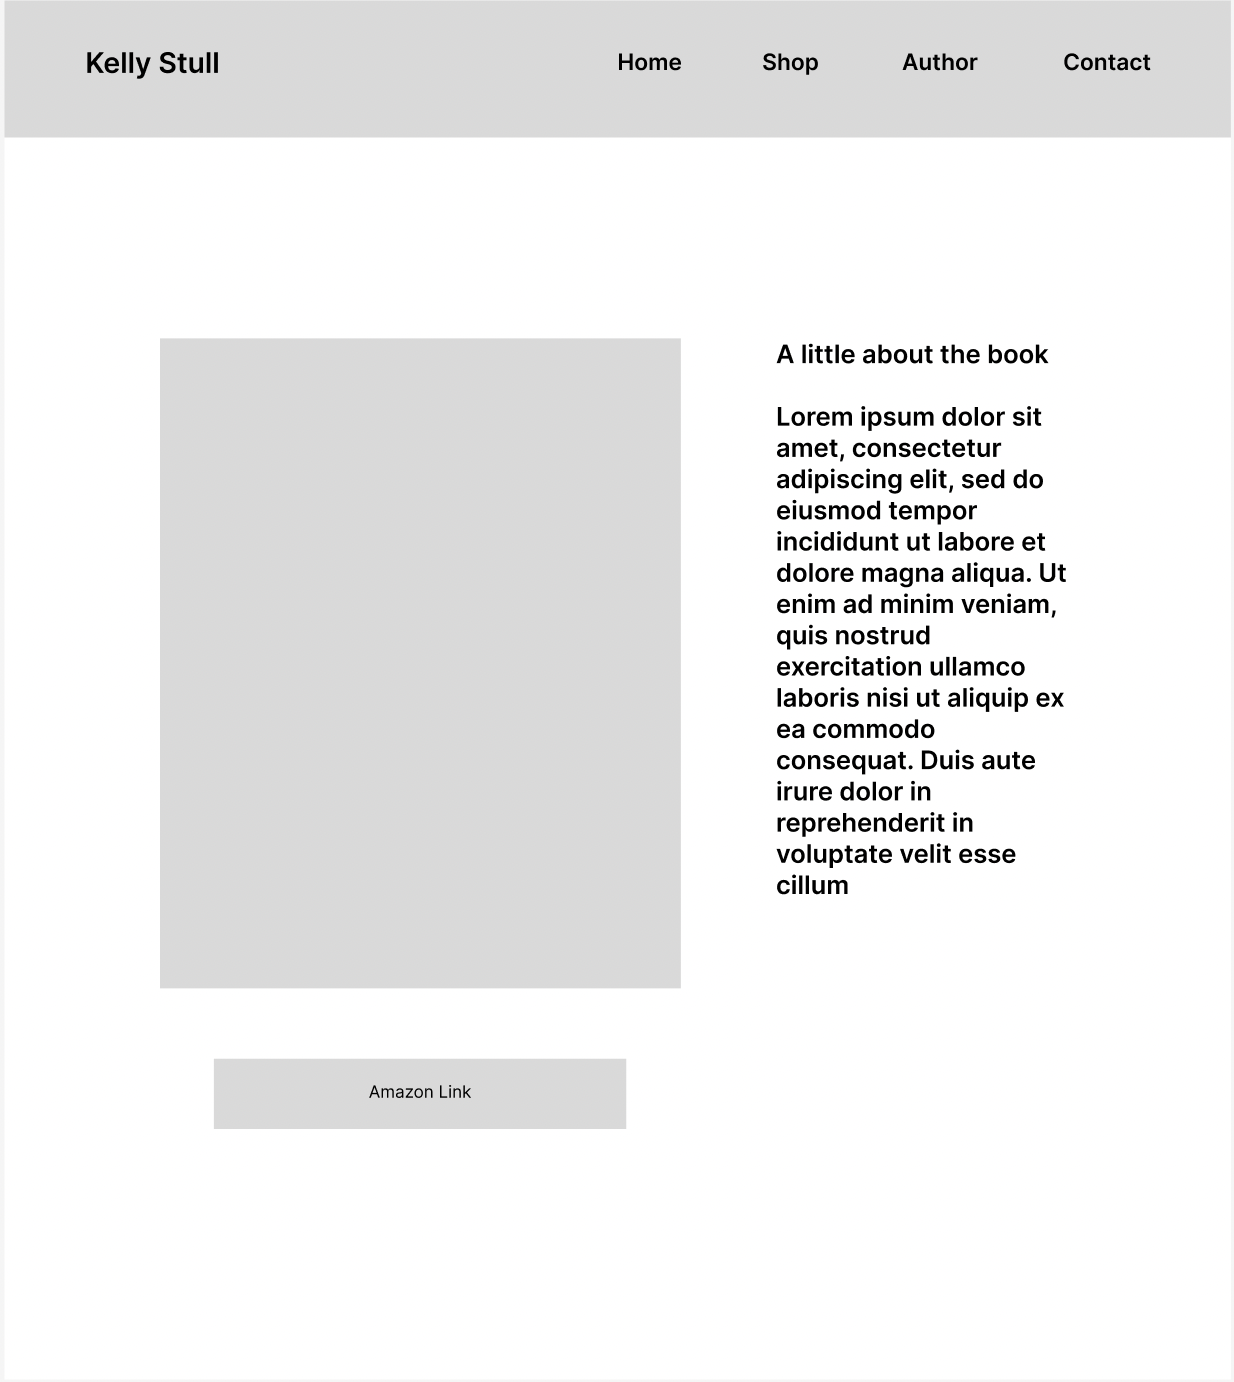 Kelly Stull
Home Shop Author Contact
A little about the book
Lorem ipsum dolor sit
amet, consectetur
adipiscing elit, sed do
eiusmod tempor
incididunt ut labore et
dolore magna aliqua. Ut
enim ad minim veniam,
quis nostrud
exercitation ullamco
laboris nisi ut aliquip ex
ea commodo
consequat. Duis aute
irure dolor in
reprehenderit in
voluptate velit esse
cillum
Amazon Link